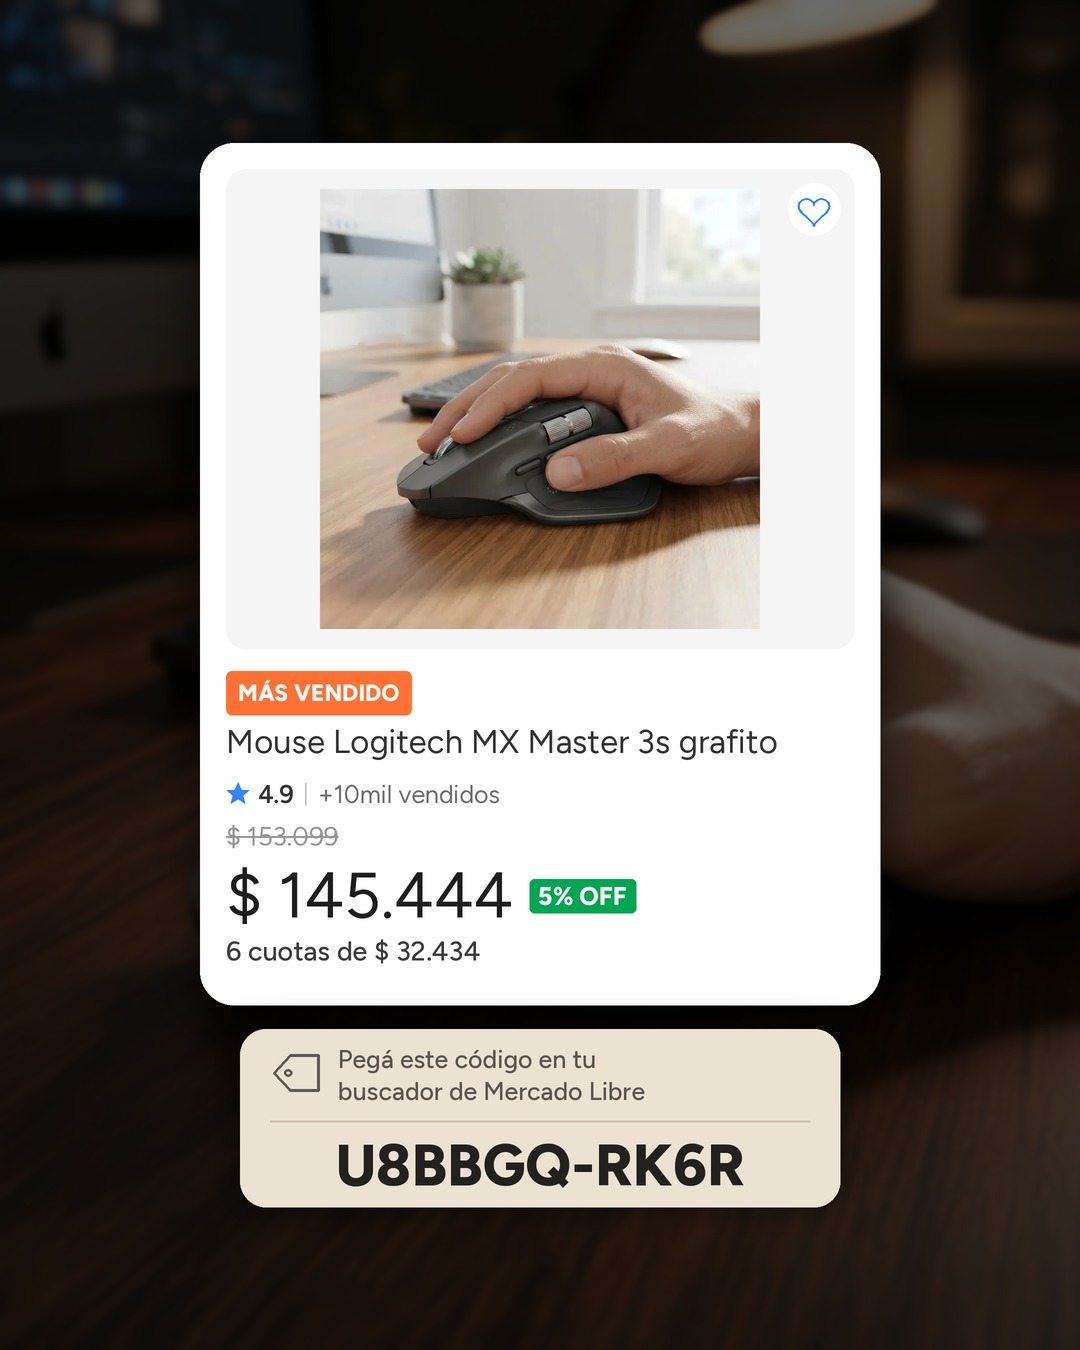 MÁS VENDIDO
Mouse Logitech MX Master 3s grafito
4.9 | +10mil vendidos
$ 153.099
$ 145.444 5% OFF
6 cuotas de $ 32.434
Pegá este código en tu
buscador de Mercado Libre
U8BBGQ-RK6R